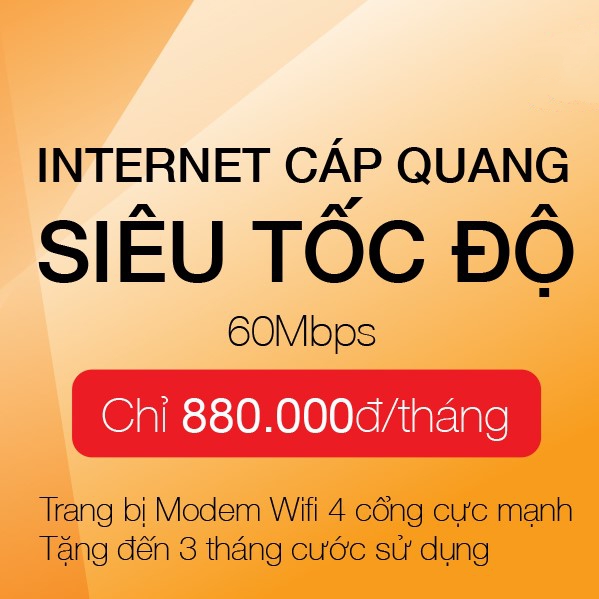 INTERNET CÁP QUANG
SIÊU TỐC ĐỘ
60Mbps
Chỉ 880.000đ/tháng
Trang bị Modem Wifi 4 cổng cực mạnh
Tặng đến 3 tháng cước sử dụng